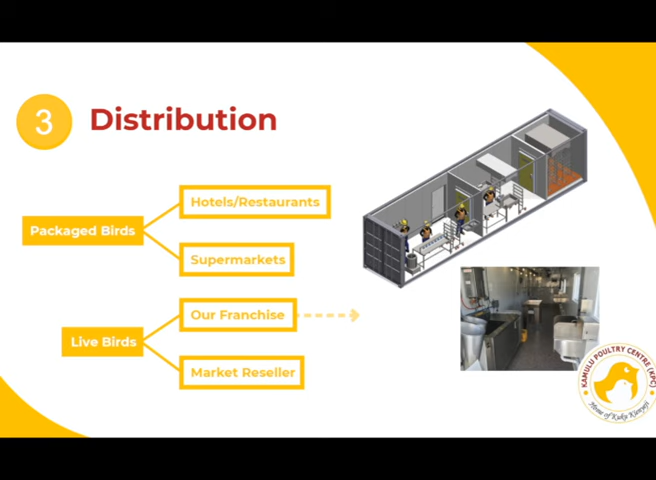 3
Distribution
Packaged Birds
Hotels/Restaurants
Supermarkets
Live Birds
Our Franchise
Market Reseller
KAMULU POULTRY CENTRE (KPC)
Home of Kuku Kienyeji